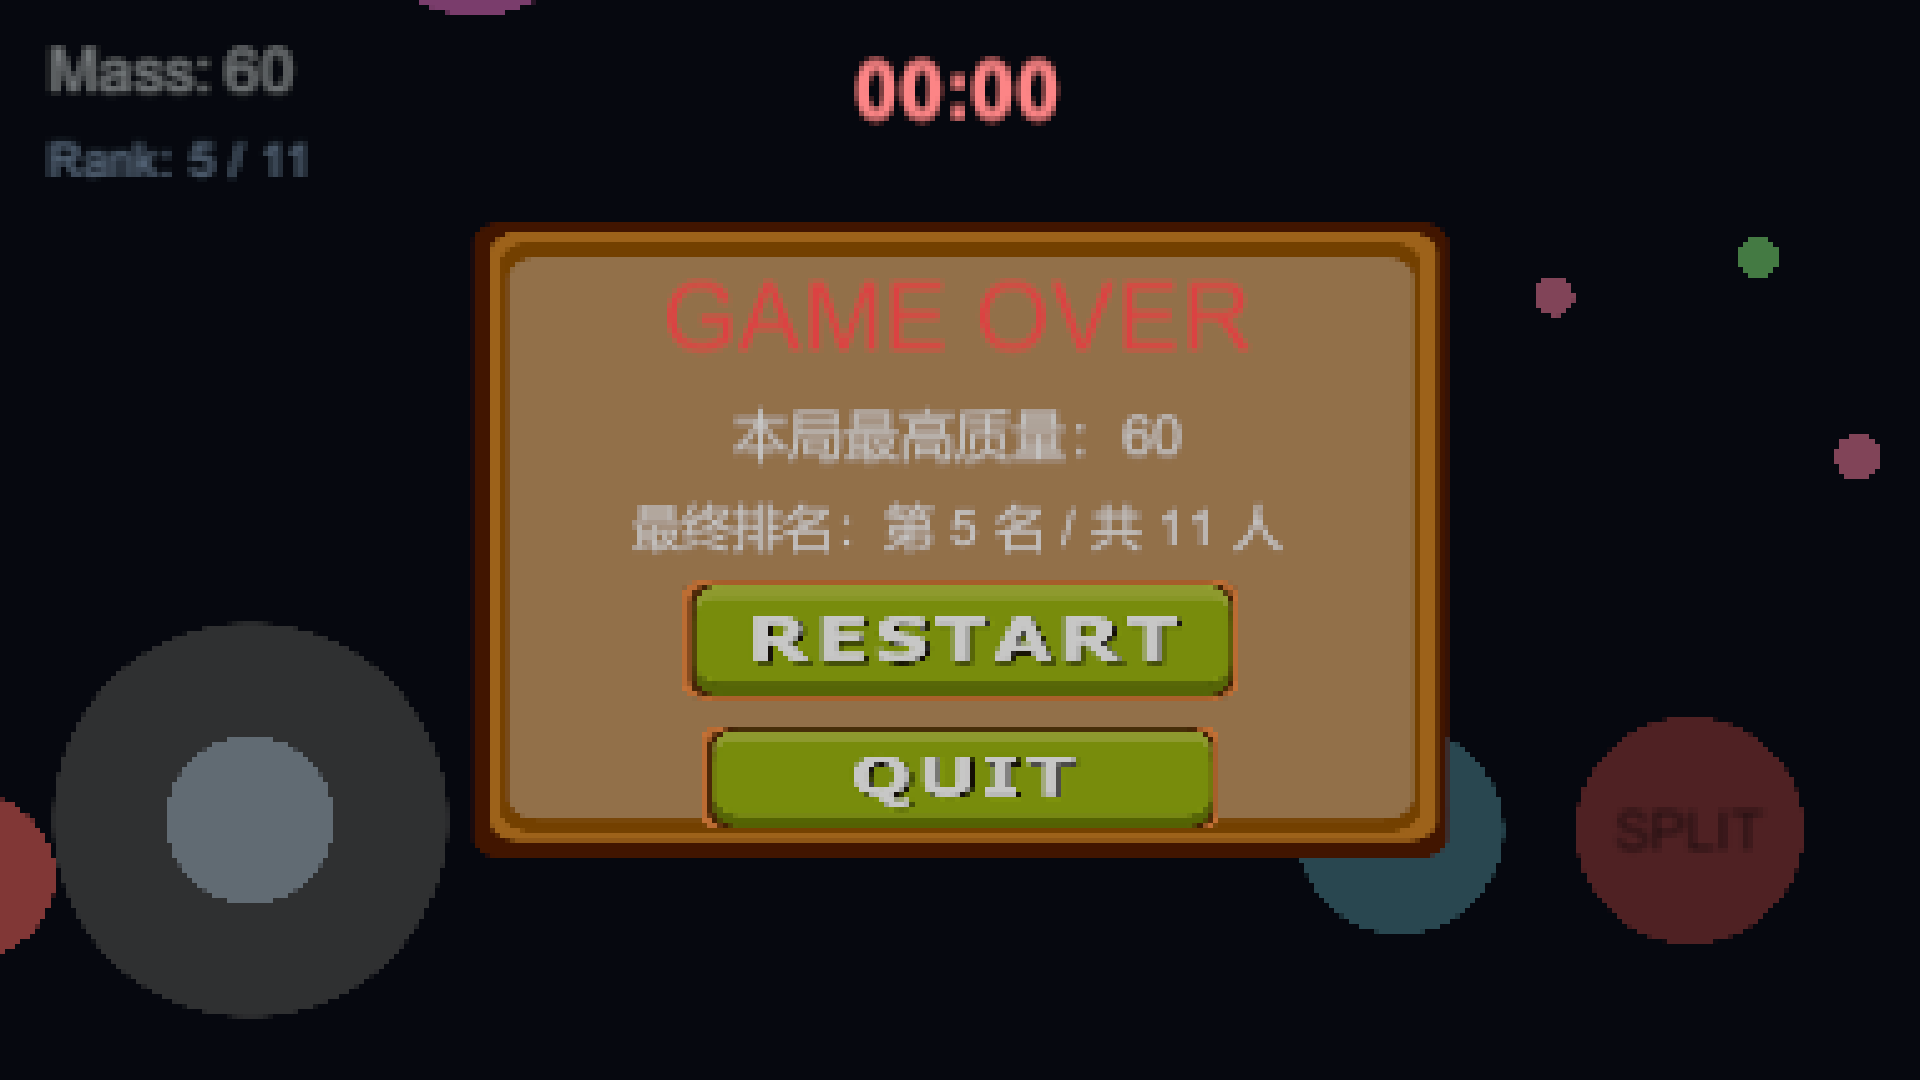 Mass: 60
00:00
Rank: 5 / 11
GAME OVER
本局最高质量：60
最终排名：第 5 名 / 共 11 人
RESTART
QUIT
SPLIT